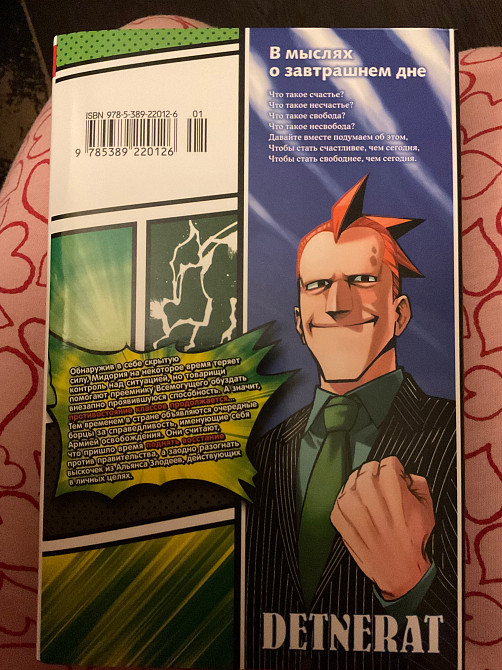 ISBN 978-5-389-22012-6
01
9 785389 220126
В мыслях
о завтрашнем дне
Что такое счастье?
Что такое несчастье?
Что такое свобода?
Что такое несвобода?
Давайте вместе подумаем об этом,
Чтобы стать счастливее, чем сегодня,
Чтобы стать свободнее, чем сегодня.
Обнаружив в себе скрытую
силу, Мидория на некоторое время теряет
контроль над ситуацией, но товарищи
помогают преемнику Всемогущего обуздать
внезапно проявившуюся способность. А значит,
противостояние классов продолжается...
Тем временем в стране объявляются очередные
борцы за справедливость, именующие себя
Армией освобождения. Они считают,
что пришло время поднять восстание
против правительства, а заодно разогнать
выскочек из Альянса Злодеев, действующих
в личных целях.
DETNERAT